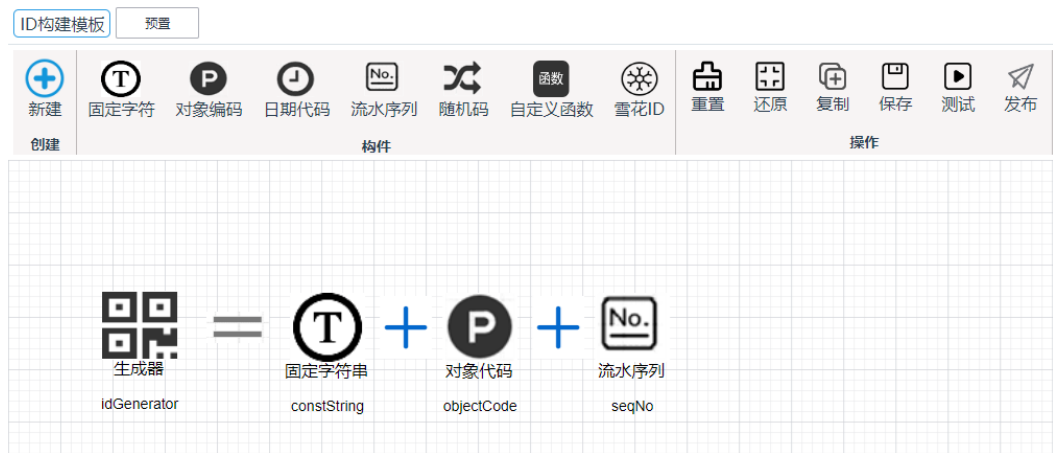 ID构建模板 预置
T P No. 函数
新建 固定字符 对象编码 日期代码 流水序列 随机码 自定义函数 雪花ID 重置 还原 复制 保存 测试 发布
创建 构件 操作
T P No.
生成器 固定字符串 对象代码 流水序列
idGenerator constString objectCode seqNo